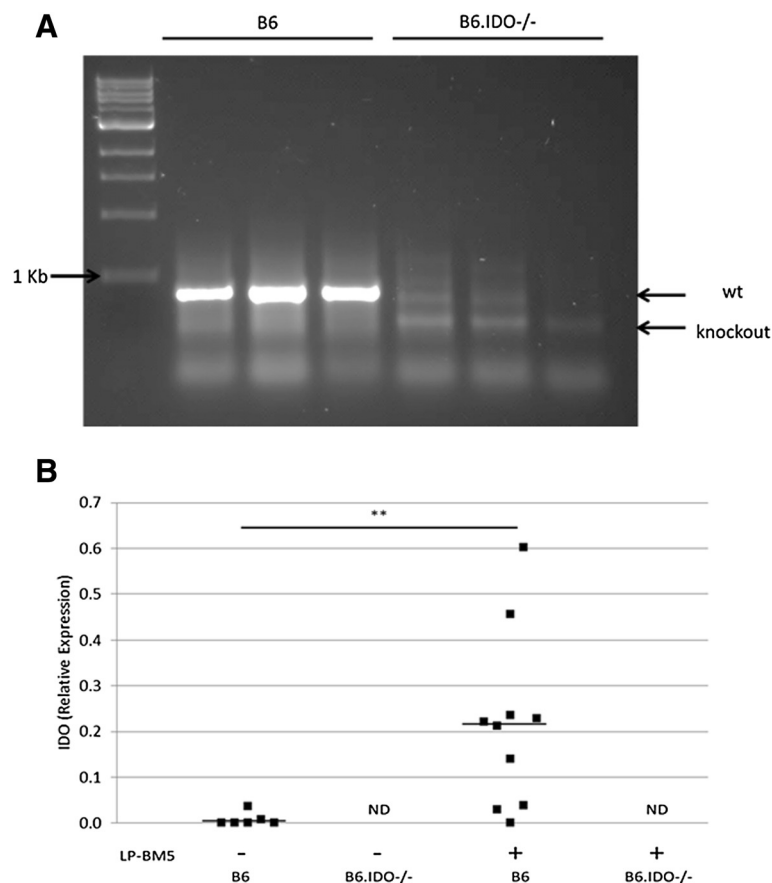 A
B6 B6.IDO-/-
1 Kb
wt
knockout
B
0.7
**
0.6
0.5
0.4
0.3
0.2
0.1
0.0
IDO (Relative Expression)
ND ND
LP-BM5 – – + +
B6 B6.IDO-/- B6 B6.IDO-/-